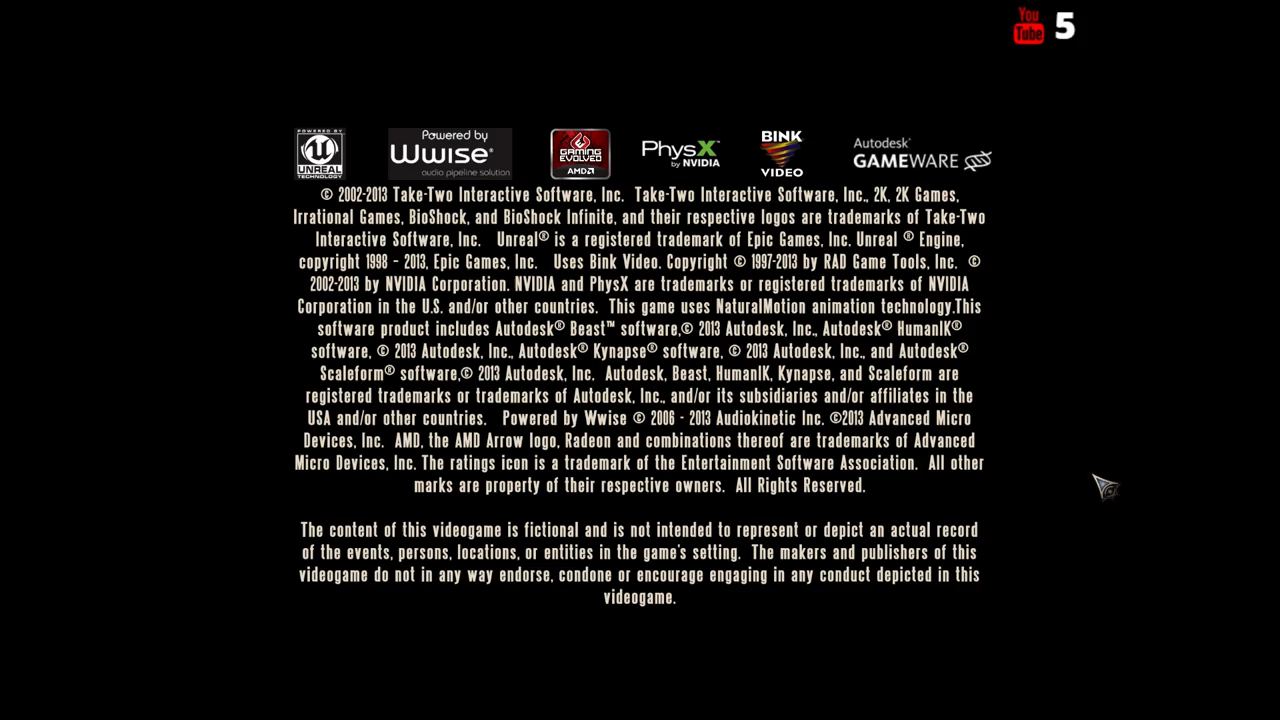 You
Tube 5
POWERED BY
UNREAL
TECHNOLOGY
Powered by
Wwise®
audio pipeline solution
GAMING
EVOLVED
AMD
PhysX
by NVIDIA
BINK
VIDEO
Autodesk®
GAMEWARE
© 2002-2013 Take-Two Interactive Software, Inc. Take-Two Interactive Software, Inc., 2K, 2K Games,
Irrational Games, BioShock, and BioShock Infinite, and their respective logos are trademarks of Take-Two
Interactive Software, Inc. Unreal® is a registered trademark of Epic Games, Inc. Unreal ® Engine,
copyright 1998 – 2013, Epic Games, Inc. Uses Bink Video. Copyright © 1997-2013 by RAD Game Tools, Inc. ©
2002-2013 by NVIDIA Corporation. NVIDIA and PhysX are trademarks or registered trademarks of NVIDIA
Corporation in the U.S. and/or other countries. This game uses NaturalMotion animation technology.This
software product includes Autodesk® Beast™ software,© 2013 Autodesk, Inc., Autodesk® HumanIK®
software, © 2013 Autodesk, Inc., Autodesk® Kynapse® software, © 2013 Autodesk, Inc., and Autodesk®
Scaleform® software,© 2013 Autodesk, Inc. Autodesk, Beast, HumanIK, Kynapse, and Scaleform are
registered trademarks or trademarks of Autodesk, Inc., and/or its subsidiaries and/or affiliates in the
USA and/or other countries. Powered by Wwise © 2006 - 2013 Audiokinetic Inc. ©2013 Advanced Micro
Devices, Inc. AMD, the AMD Arrow logo, Radeon and combinations thereof are trademarks of Advanced
Micro Devices, Inc. The ratings icon is a trademark of the Entertainment Software Association. All other
marks are property of their respective owners. All Rights Reserved.
The content of this videogame is fictional and is not intended to represent or depict an actual record
of the events, persons, locations, or entities in the game's setting. The makers and publishers of this
videogame do not in any way endorse, condone or encourage engaging in any conduct depicted in this
videogame.